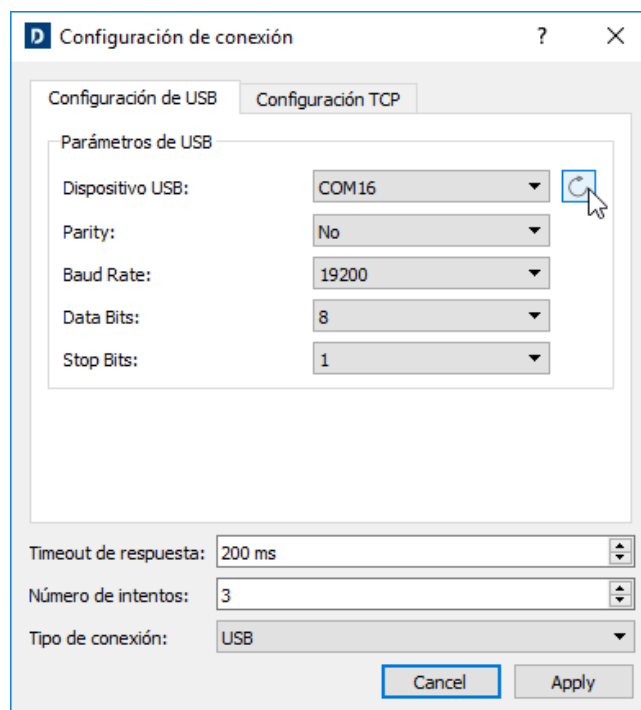 D Configuración de conexión ?
Configuración de USB Configuración TCP
Parámetros de USB
Dispositivo USB: COM16
Parity: No
Baud Rate: 19200
Data Bits: 8
Stop Bits: 1
Timeout de respuesta: 200 ms
Número de intentos: 3
Tipo de conexión: USB
Cancel Apply